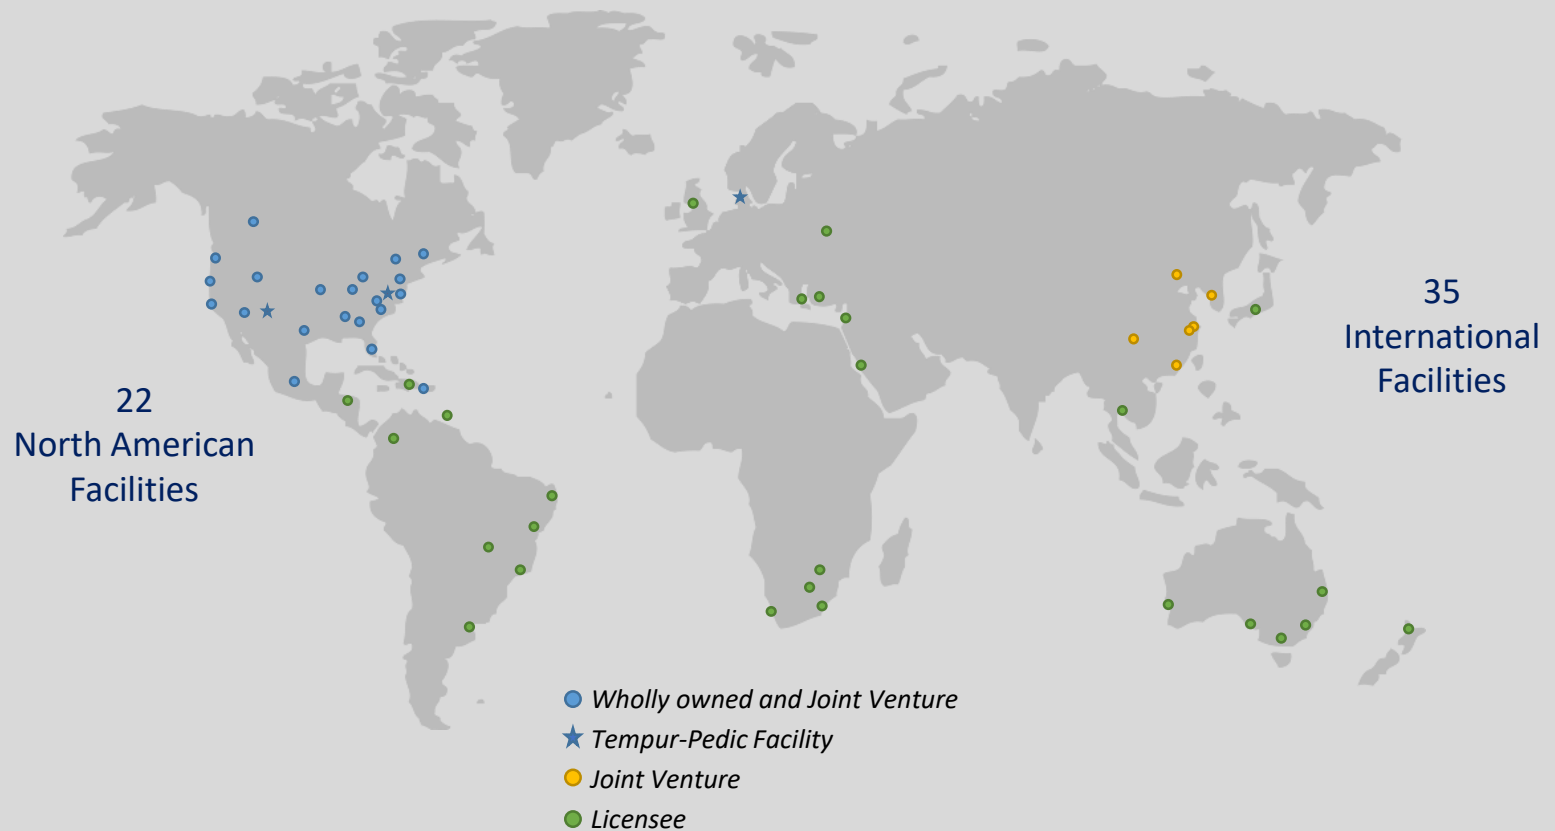 22
North American
Facilities
35
International
Facilities
Wholly owned and Joint Venture
Tempur-Pedic Facility
Joint Venture
Licensee